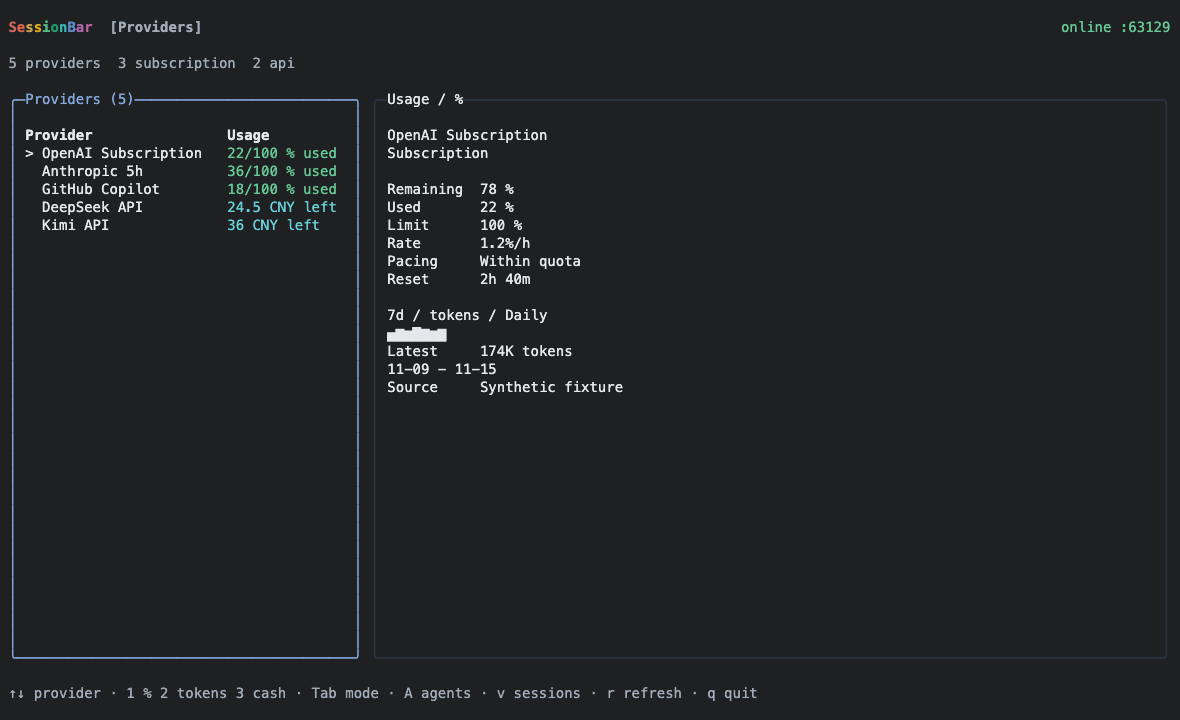 SessionBar [Providers]
online :63129
5 providers 3 subscription 2 api
Providers (5)
Provider Usage
> OpenAI Subscription 22/100 % used
Anthropic 5h 36/100 % used
GitHub Copilot 18/100 % used
DeepSeek API 24.5 CNY left
Kimi API 36 CNY left
Usage / %
OpenAI Subscription
Subscription
Remaining 78 %
Used 22 %
Limit 100 %
Rate 1.2%/h
Pacing Within quota
Reset 2h 40m
7d / tokens / Daily
Latest 174K tokens
11-09 - 11-15
Source Synthetic fixture
↑↓ provider · 1 % 2 tokens 3 cash · Tab mode · A agents · v sessions · r refresh · q quit